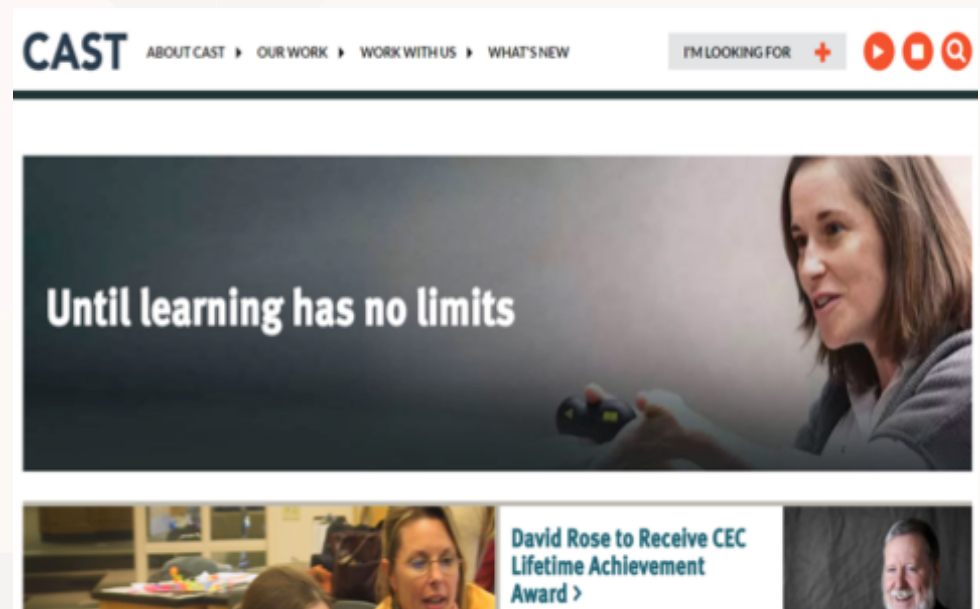 CAST
ABOUT CAST OUR WORK WORK WITH US WHAT'S NEW
I'M LOOKING FOR +
Until learning has no limits
David Rose to Receive CEC
Lifetime Achievement
Award >